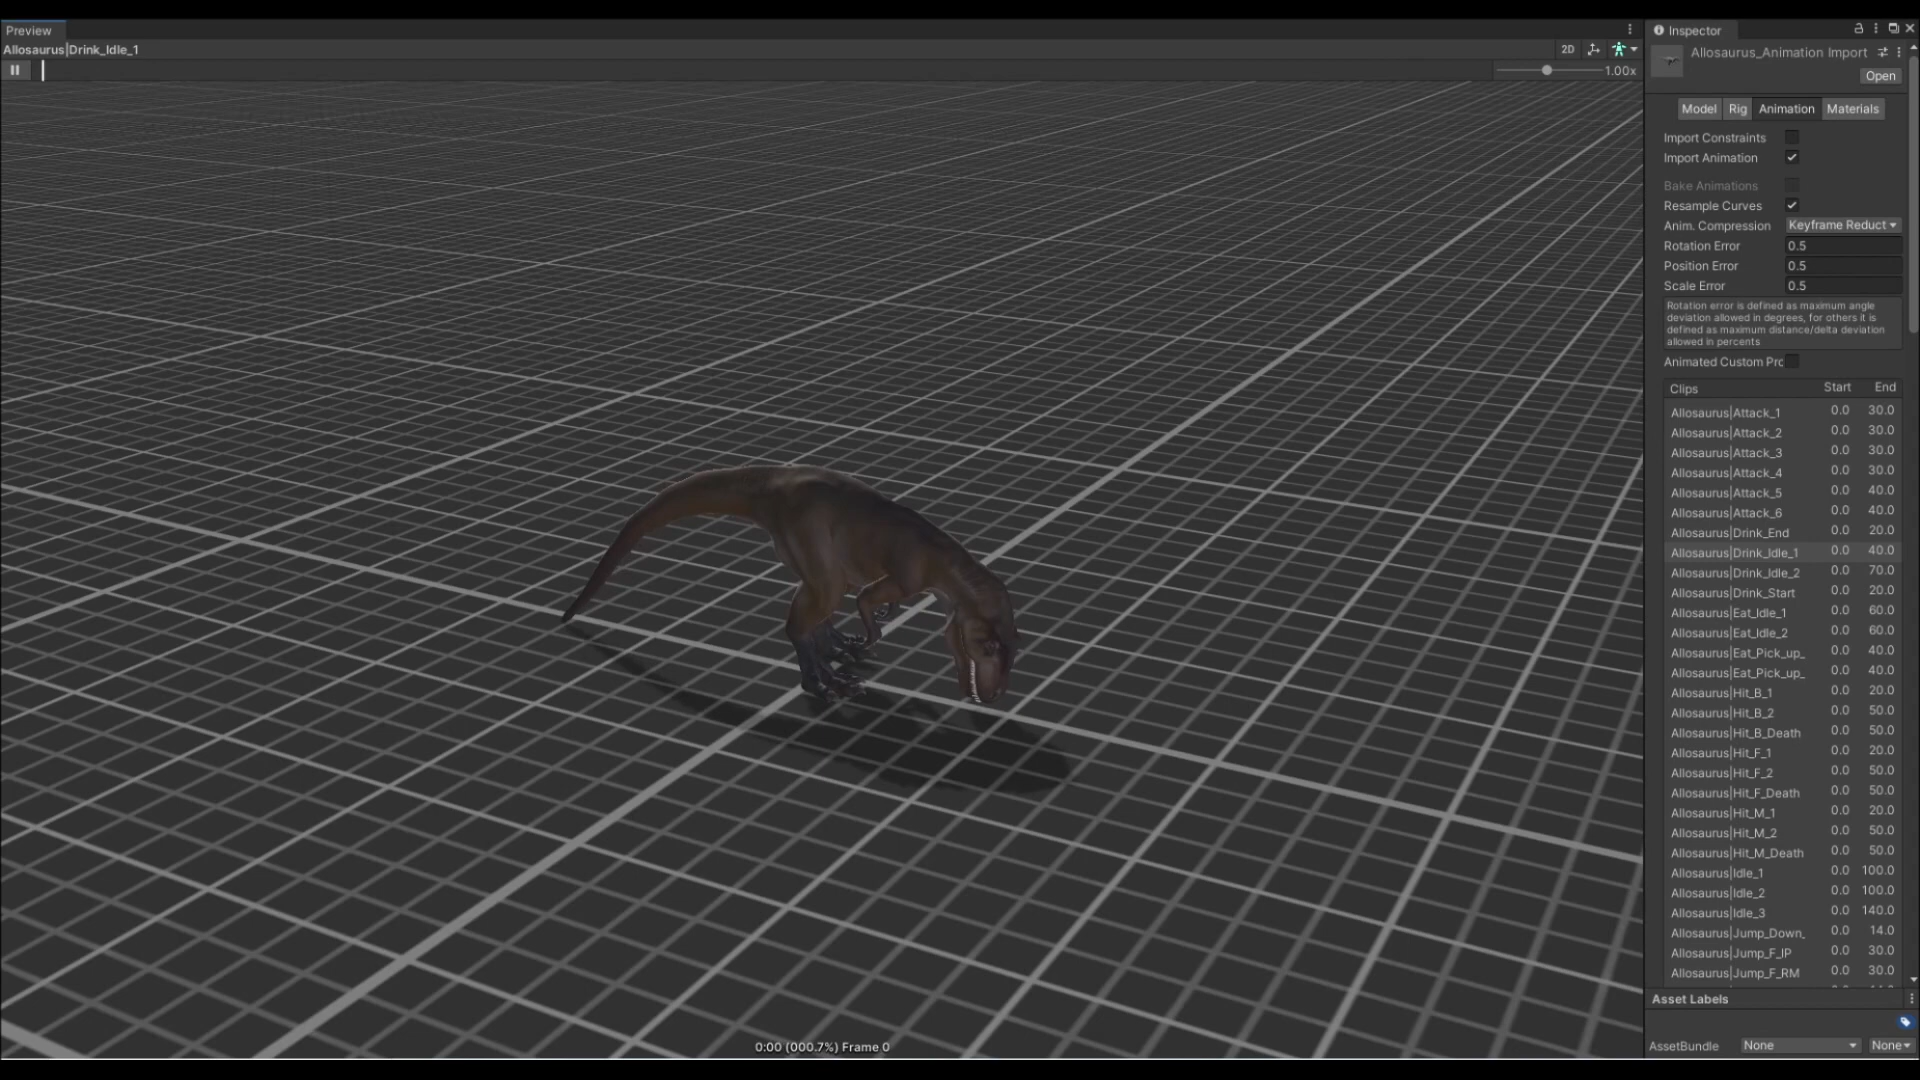 Preview
Allosaurus|Drink_Idle_1
2D
1.00x
0:00 (000.7%) Frame 0
Inspector
Allosaurus_Animation Import
Open
Model Rig Animation Materials
Import Constraints
Import Animation
Bake Animations
Resample Curves
Anim. Compression Keyframe Reduct
Rotation Error 0.5
Position Error 0.5
Scale Error 0.5
Rotation error is defined as maximum angle
deviation allowed in degrees, for others it is
defined as maximum distance/delta deviation
allowed in percents
Animated Custom Prc
Clips Start End
Allosaurus|Attack_1 0.0 30.0
Allosaurus|Attack_2 0.0 30.0
Allosaurus|Attack_3 0.0 30.0
Allosaurus|Attack_4 0.0 30.0
Allosaurus|Attack_5 0.0 40.0
Allosaurus|Attack_6 0.0 40.0
Allosaurus|Drink_End 0.0 20.0
Allosaurus|Drink_Idle_1 0.0 40.0
Allosaurus|Drink_Idle_2 0.0 70.0
Allosaurus|Drink_Start 0.0 20.0
Allosaurus|Eat_Idle_1 0.0 60.0
Allosaurus|Eat_Idle_2 0.0 60.0
Allosaurus|Eat_Pick_up_ 0.0 40.0
Allosaurus|Eat_Pick_up_ 0.0 40.0
Allosaurus|Hit_B_1 0.0 20.0
Allosaurus|Hit_B_2 0.0 50.0
Allosaurus|Hit_B_Death 0.0 50.0
Allosaurus|Hit_F_1 0.0 20.0
Allosaurus|Hit_F_2 0.0 50.0
Allosaurus|Hit_F_Death 0.0 50.0
Allosaurus|Hit_M_1 0.0 20.0
Allosaurus|Hit_M_2 0.0 50.0
Allosaurus|Hit_M_Death 0.0 50.0
Allosaurus|Idle_1 0.0 100.0
Allosaurus|Idle_2 0.0 100.0
Allosaurus|Idle_3 0.0 140.0
Allosaurus|Jump_Down_ 0.0 14.0
Allosaurus|Jump_F_IP 0.0 30.0
Allosaurus|Jump_F_RM 0.0 30.0
Asset Labels
AssetBundle None None